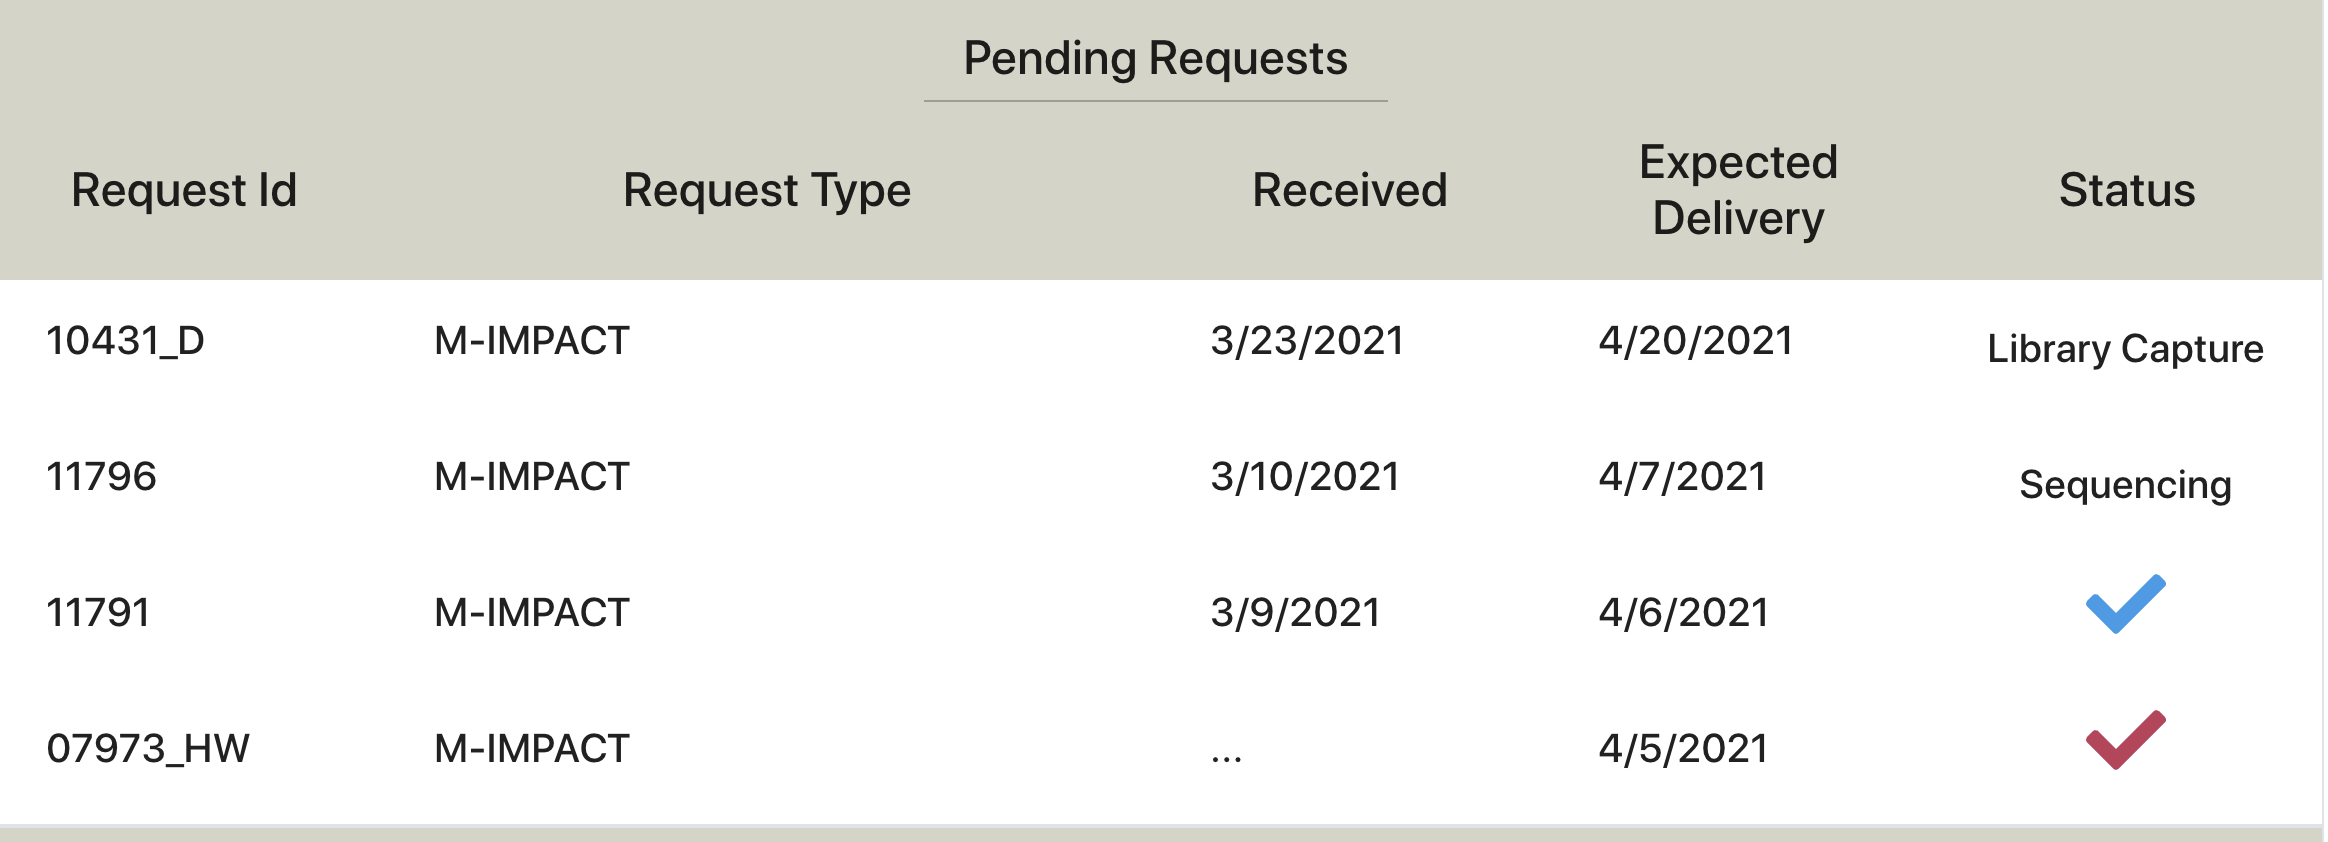 Pending Requests
Request Id Request Type Received Expected Delivery Status
10431_D M-IMPACT 3/23/2021 4/20/2021 Library Capture
11796 M-IMPACT 3/10/2021 4/7/2021 Sequencing
11791 M-IMPACT 3/9/2021 4/6/2021
07973_HW M-IMPACT ... 4/5/2021